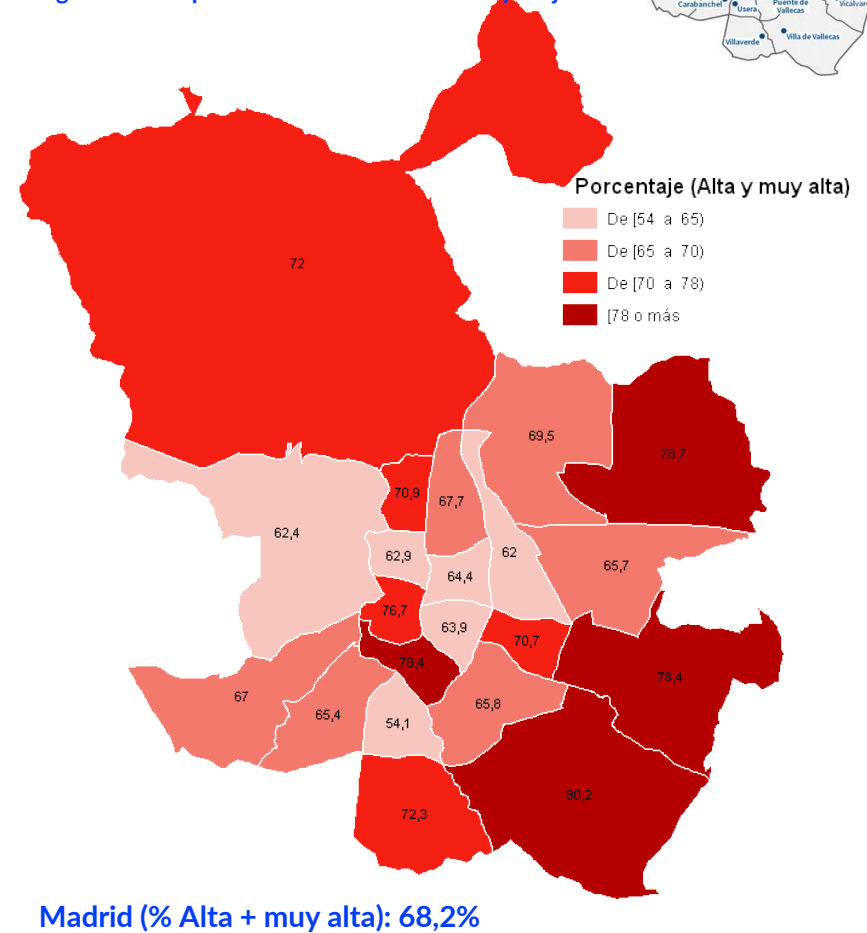 Carabanchel
Usera
Puente de
Vallecas
Villaverde
Villa de Vallecas
Porcentaje (Alta y muy alta)
De [54 a 65)
De [65 a 70)
De [70 a 78)
[78 o más
72
69,5
78,7
70,9
67,7
62,4
62,9
62
65,7
64,4
76,7
63,9
70,7
78,4
78,4
67
65,4
54,1
65,8
80,2
72,3
Madrid (% Alta + muy alta): 68,2%